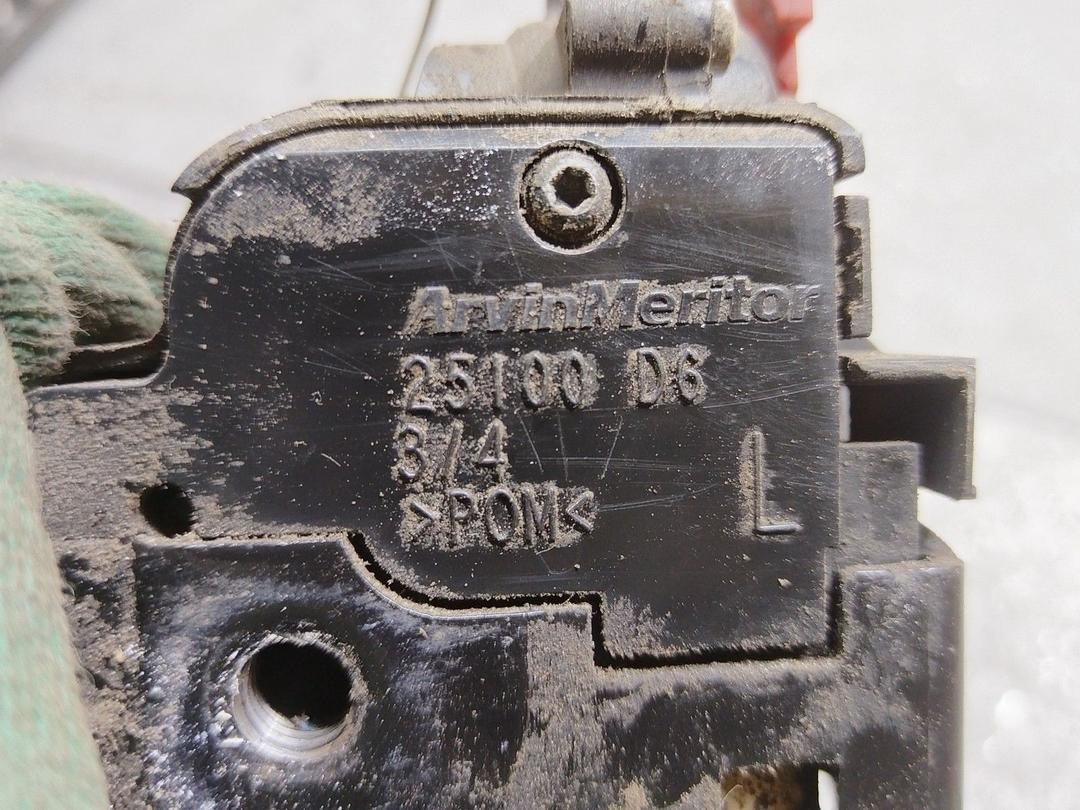 ArvinMeritor
25100 D6
3/4
>POM<
L